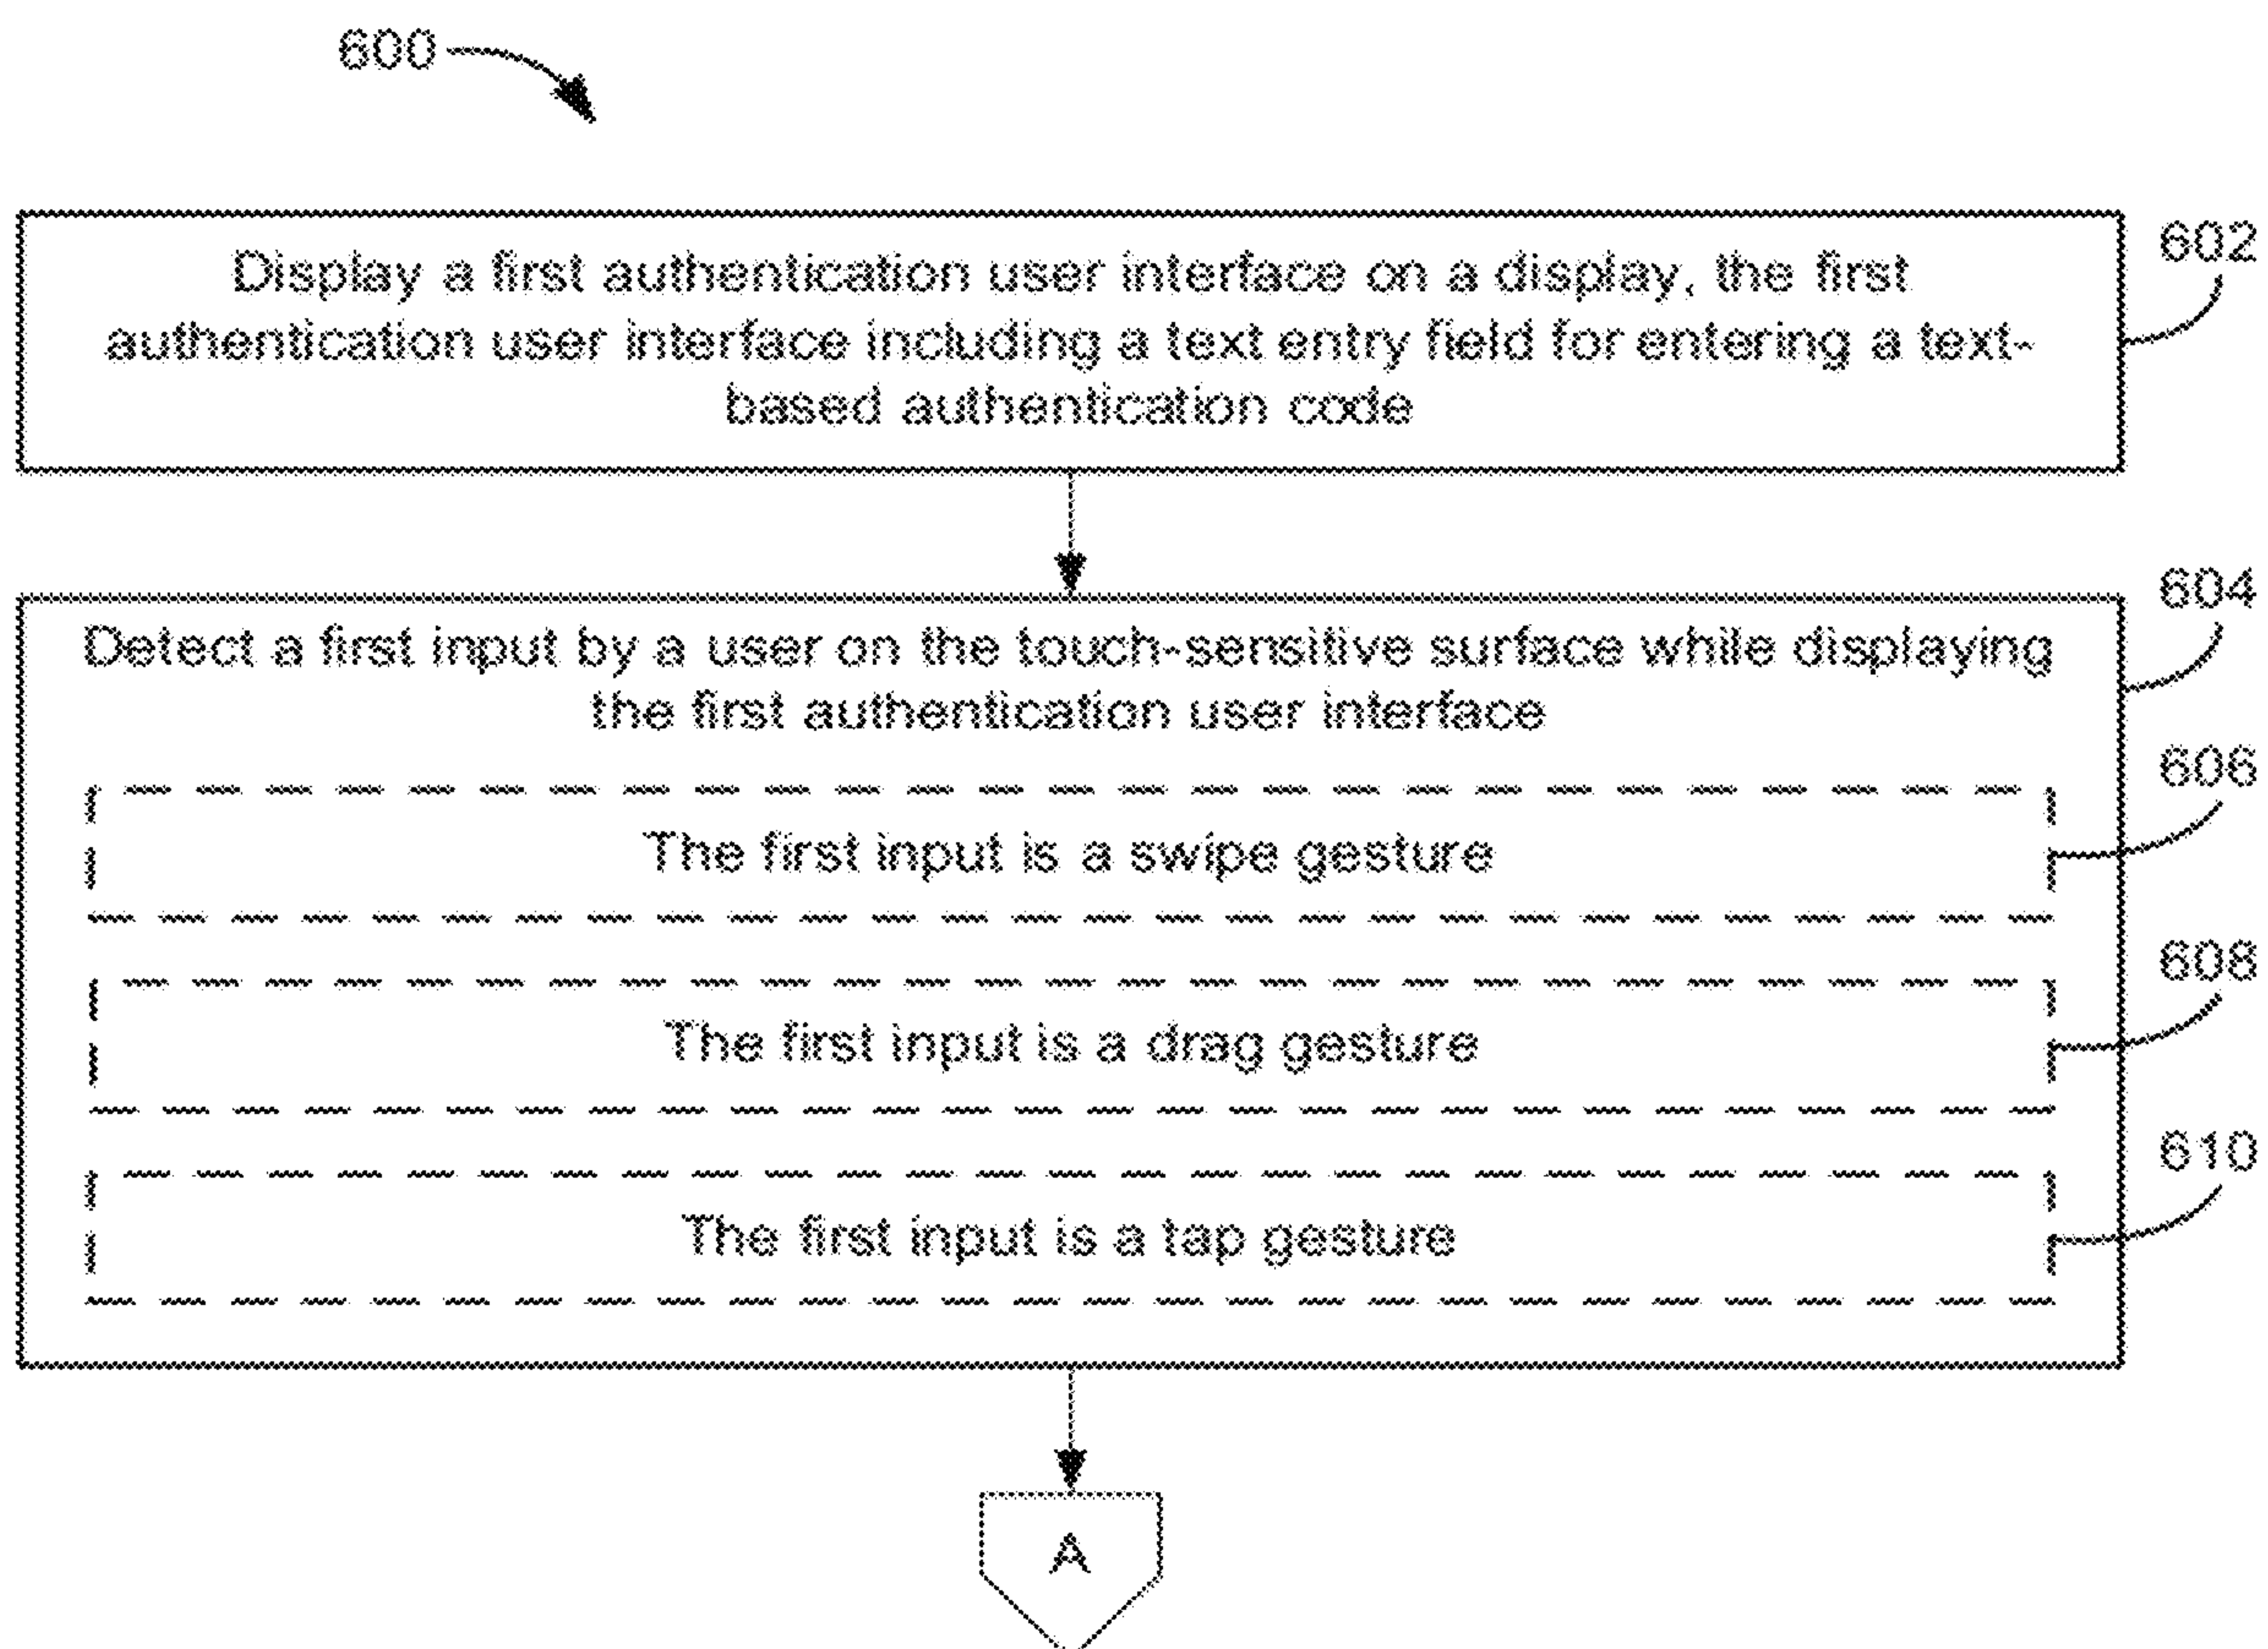 600
Display a first authentication user interface on a display, the first
602
authentication user interface including a text entry field for entering a text-
based authentication code
604
Detect a first input by a user on the touch-sensitive surface while displaying
the first authentication user interface
606
The first input is a swipe gesture
608
The first input is a drag gesture
610
The first input is a tap gesture
A